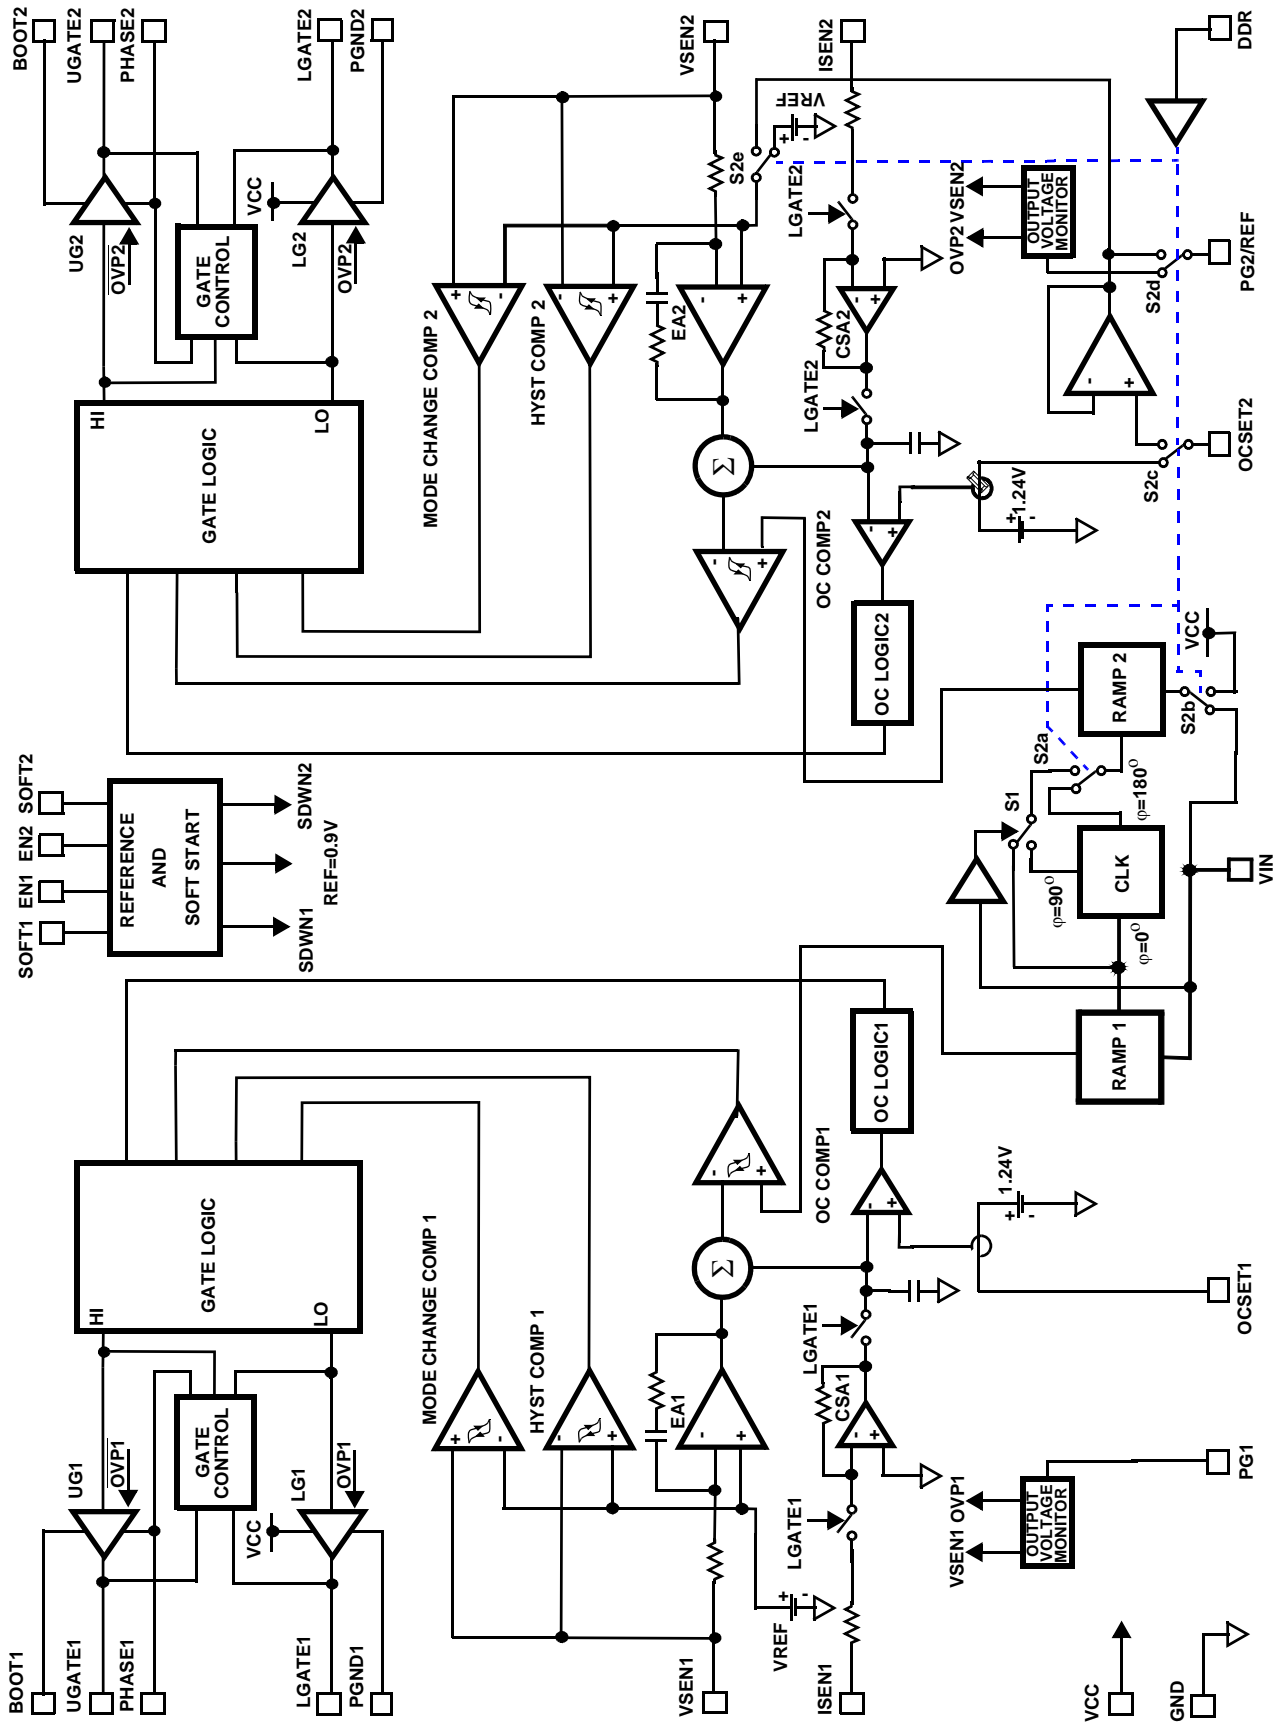 BOOT2
UGATE2
PHASE2
LGATE2
PGND2
VSEN2
ISEN2
DDR
UG2
OVP2
GATE
CONTROL
VCC
LG2
OVP2
HI
LO
GATE LOGIC
MODE CHANGE COMP 2
+
-
HYST COMP 2
-
+
EA2
-
+
Σ
S2e
VREF
+
-
LGATE2
CSA2
-
+
LGATE2
OVP2 VSEN2
OUTPUT
VOLTAGE
MONITOR
PG2/REF
S2d
-
+
OCSET2
S2c
1.24V
+
-
OC COMP2
-
+
-
+
OC LOGIC2
RAMP 2
VCC
S2b
S2a
S1
φ=180°
CLK
φ=90°
φ=0°
VIN
RAMP 1
SOFT2
EN2
EN1
SOFT1
REFERENCE
AND
SOFT START
SDWN2
REF=0.9V
SDWN1
GATE LOGIC
HI
LO
OC LOGIC1
OC COMP1
-
+
-
+
1.24V
+
-
OCSET1
MODE CHANGE COMP 1
+
-
HYST COMP 1
-
+
EA1
-
+
Σ
LGATE1
CSA1
-
+
LGATE1
VSEN1 OVP1
OUTPUT
VOLTAGE
MONITOR
PG1
UG1
OVP1
GATE
CONTROL
VCC
LG1
OVP1
VREF
+
-
BOOT1
UGATE1
PHASE1
LGATE1
PGND1
VSEN1
ISEN1
VCC
GND